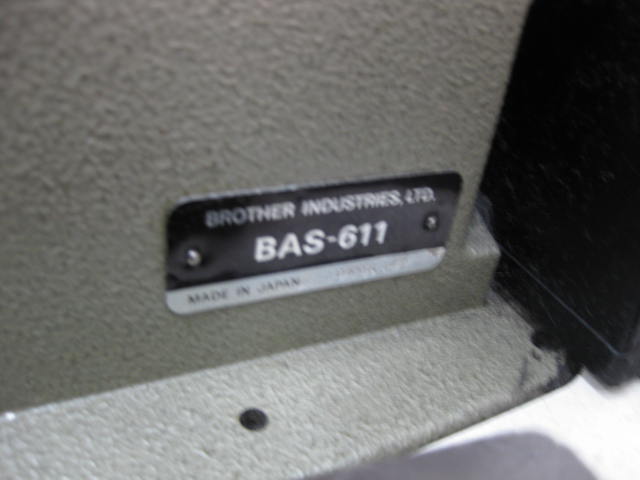 BROTHER INDUSTRIES, LTD.
BAS-611
MADE IN JAPAN